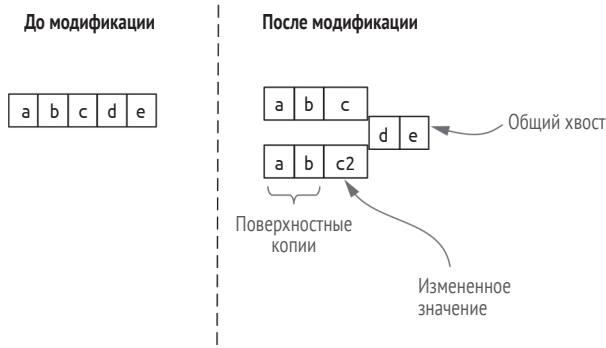 До модификации
После модификации
a b c d e
a b c
d e
Общий хвост
a b c2
Поверхностные
копии
Измененное
значение